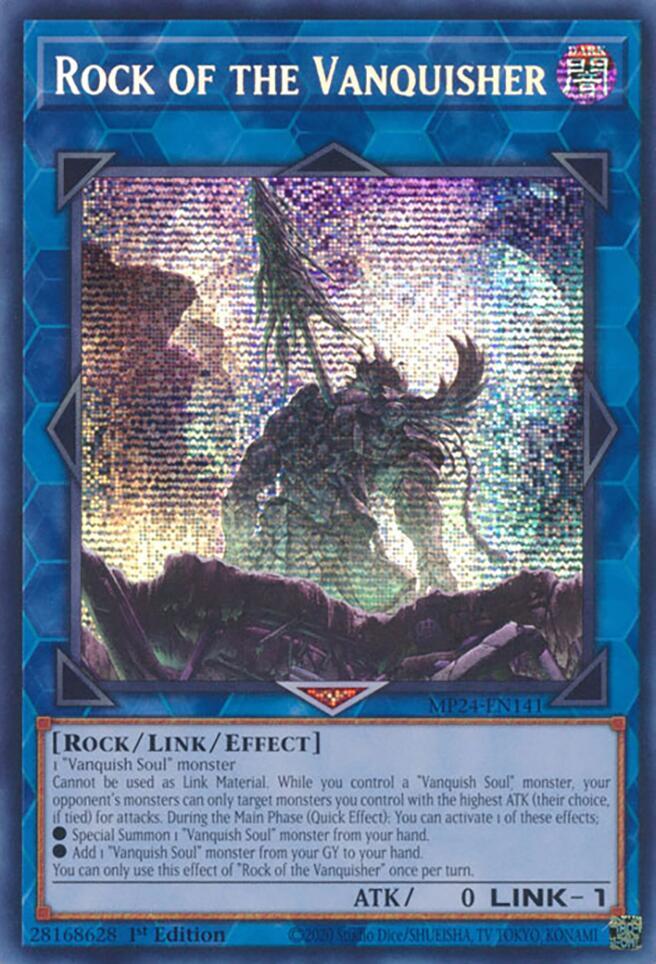 ROCK OF THE VANQUISHER
DARK
闇
MP24-EN141
[ROCK/LINK/EFFECT]
1 "Vanquish Soul" monster
Cannot be used as Link Material. While you control a "Vanquish Soul" monster, your
opponent's monsters can only target monsters you control with the highest ATK (their choice,
if tied) for attacks. During the Main Phase (Quick Effect): You can activate 1 of these effects;
● Special Summon 1 "Vanquish Soul" monster from your hand.
● Add 1 "Vanquish Soul" monster from your GY to your hand.
You can only use this effect of "Rock of the Vanquisher" once per turn.
ATK/ 0 LINK-1
28168628 1st Edition ©2020 Studio Dice/SHUEISHA, TV TOKYO, KONAMI